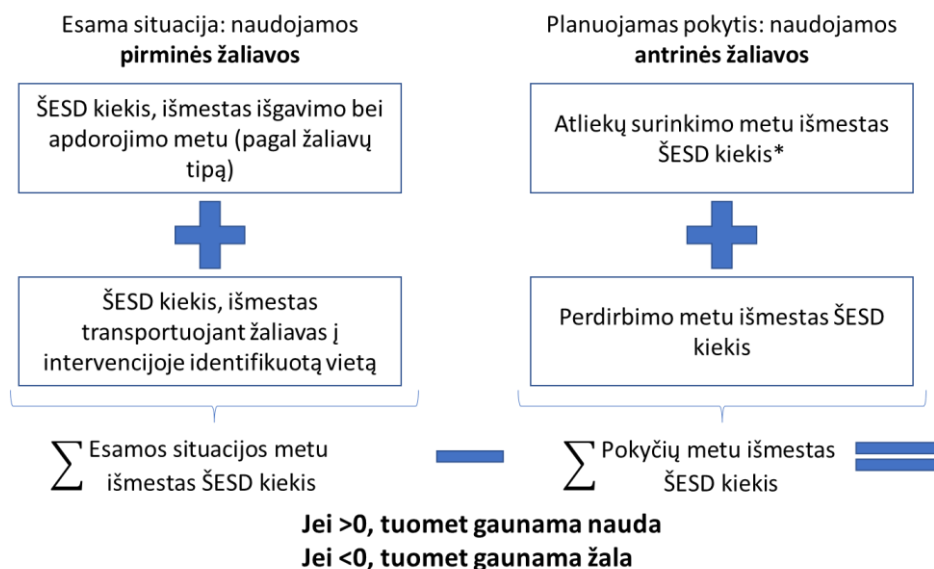 Esama situacija: naudojamos
pirminės žaliavos
ŠESD kiekis, išmestas išgavimo bei
apdorojimo metu (pagal žaliavų
tipą)
ŠESD kiekis, išmestas
transportuojant žaliavas į
intervencijoje identifikuotą vietą
∑ Esamos situacijos metu
išmestas ŠESD kiekis
Planuojamas pokytis: naudojamos
antrinės žaliavos
Atliekų surinkimo metu išmestas
ŠESD kiekis*
Perdirbimo metu išmestas ŠESD
kiekis
∑ Pokyčių metu išmestas
ŠESD kiekis
Jei >0, tuomet gaunama nauda
Jei <0, tuomet gaunama žala